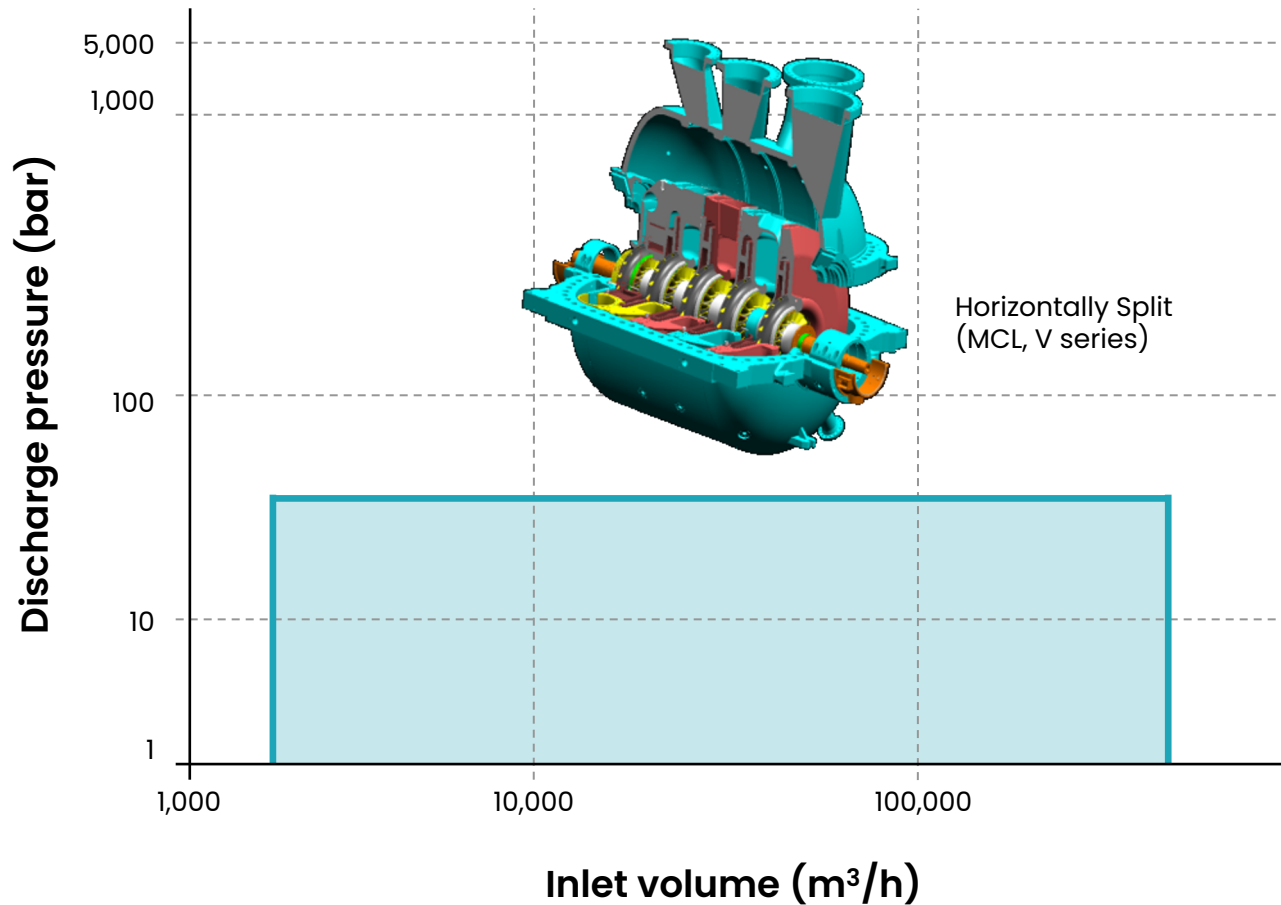 5,000
1,000
100
10
1
Discharge pressure (bar)
Horizontally Split
(MCL, V series)
1,000
10,000
100,000
Inlet volume (m³/h)